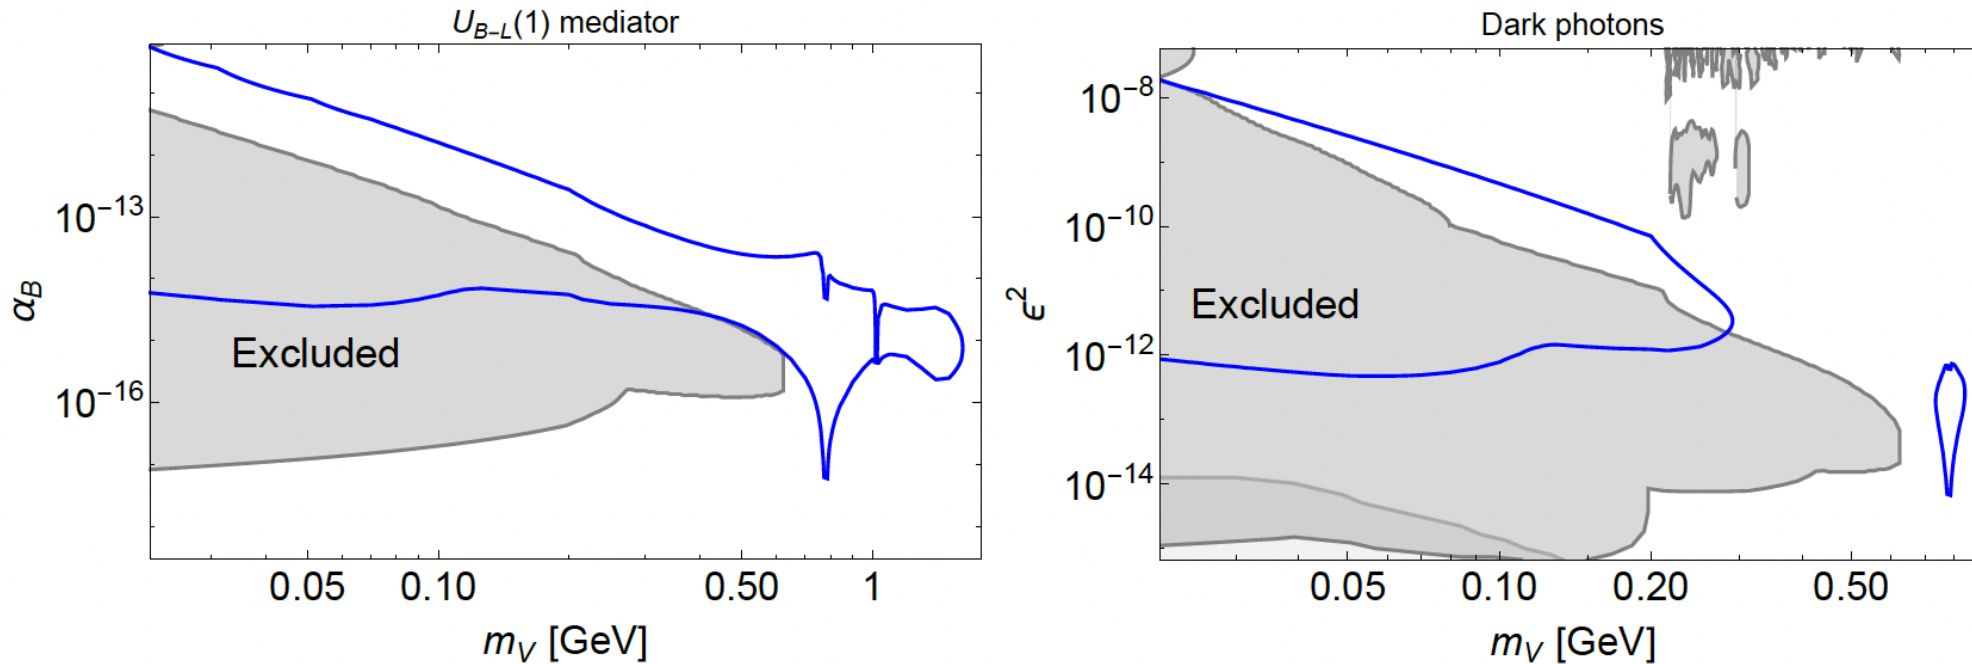 U_{B−L}(1) mediator
α_B
10^{−13}
10^{−16}
Excluded
0.05 0.10 0.50 1
m_V [GeV]
Dark photons
ϵ^2
10^{−8}
10^{−10}
10^{−12}
10^{−14}
Excluded
0.05 0.10 0.20 0.50
m_V [GeV]